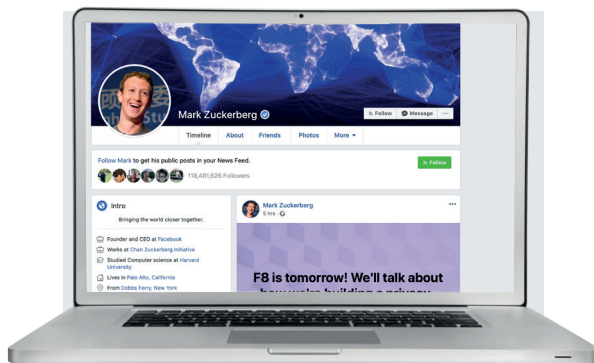 Mark Zuckerberg
Follow
Message
Timeline
About
Friends
Photos
More
Follow Mark to get his public posts in your News Feed.
Follow
118,481,626 Followers
Intro
Bringing the world closer together.
Founder and CEO at Facebook
Works at Chan Zuckerberg Initiative
Studied Computer science at Harvard
University
Lives in Palo Alto, California
From Dobbs Ferry, New York
Mark Zuckerberg
5 hrs
F8 is tomorrow! We'll talk about